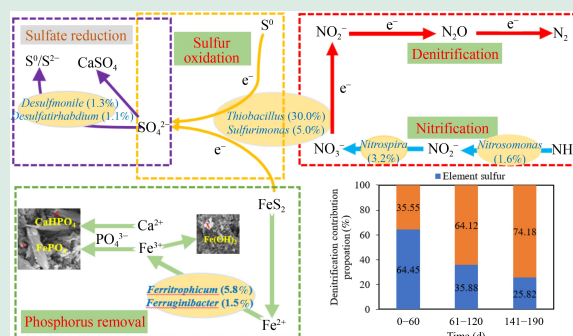 Sulfate reduction
S⁰/S²⁻
CaSO₄
Desulfmonile (1.3%)
Desulfatirhabdium (1.1%)
SO₄²⁻
Sulfur
oxidation
S⁰
e⁻
Thiobacillus (30.0%)
Sulfurimonas (5.0%)
e⁻
FeS₂
NO₂⁻
e⁻
N₂O
e⁻
N₂
Denitrification
e⁻
Nitrification
NO₃⁻
Nitrospira
(3.2%)
NO₂⁻
Nitrosomonas
(1.6%)
NH
CaHPO₄
FePO₄
Ca²⁺
PO₄³⁻
Fe³⁺
Fe(OH)₃
Ferritrophicum (5.8%)
Ferruginibacter (1.5%)
Phosphorus removal
Fe²⁺
Element sulfur
Denitrification contribution
proportion (%)
100
80
60
40
20
0
35.55
64.45
64.12
35.88
74.18
25.82
0−60
61−120
141−190
Time (d)